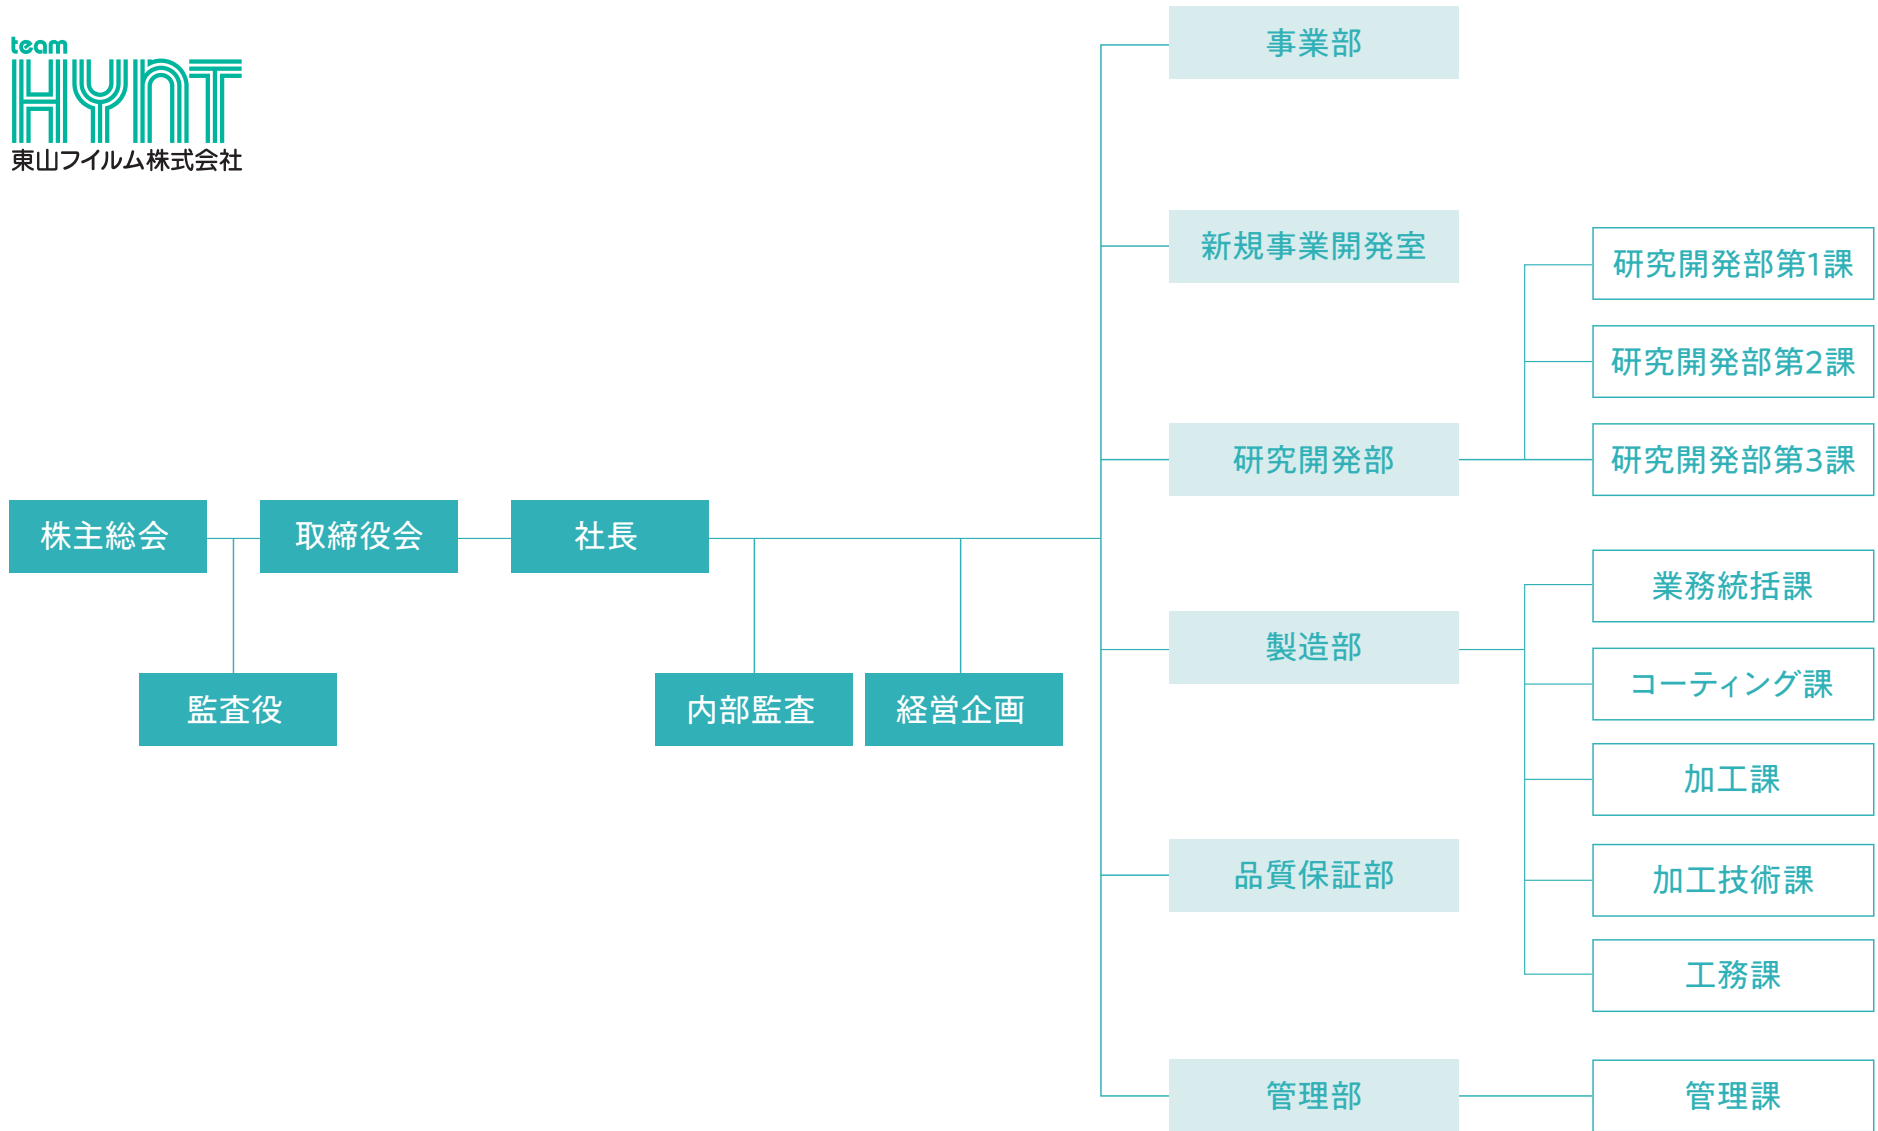 team
HYNT
東山フイルム株式会社
株主総会
取締役会
社長
監査役
内部監査
経営企画
事業部
新規事業開発室
研究開発部
研究開発部第1課
研究開発部第2課
研究開発部第3課
製造部
業務統括課
コーティング課
加工課
加工技術課
工務課
品質保証部
管理部
管理課